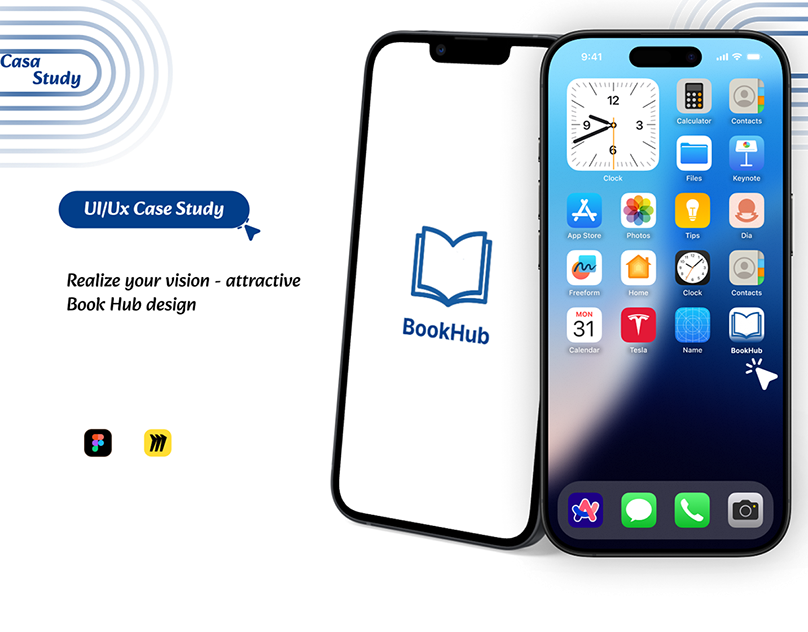 Casa
Study
UI/Ux Case Study
Realize your vision - attractive
Book Hub design
BookHub
9:41
12
9
3
6
Clock
Calculator
Contacts
Files
Keynote
App Store
Photos
Tips
Dia
Freeform
Home
Clock
Contacts
MON
31
Calendar
Tesla
Name
BookHub